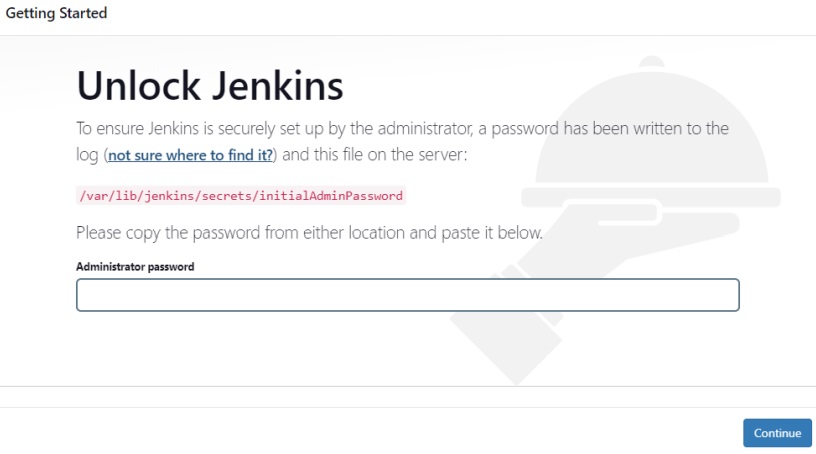 Getting Started
Unlock Jenkins
To ensure Jenkins is securely set up by the administrator, a password has been written to the
log (not sure where to find it?) and this file on the server:
/var/lib/jenkins/secrets/initialAdminPassword
Please copy the password from either location and paste it below.
Administrator password
Continue